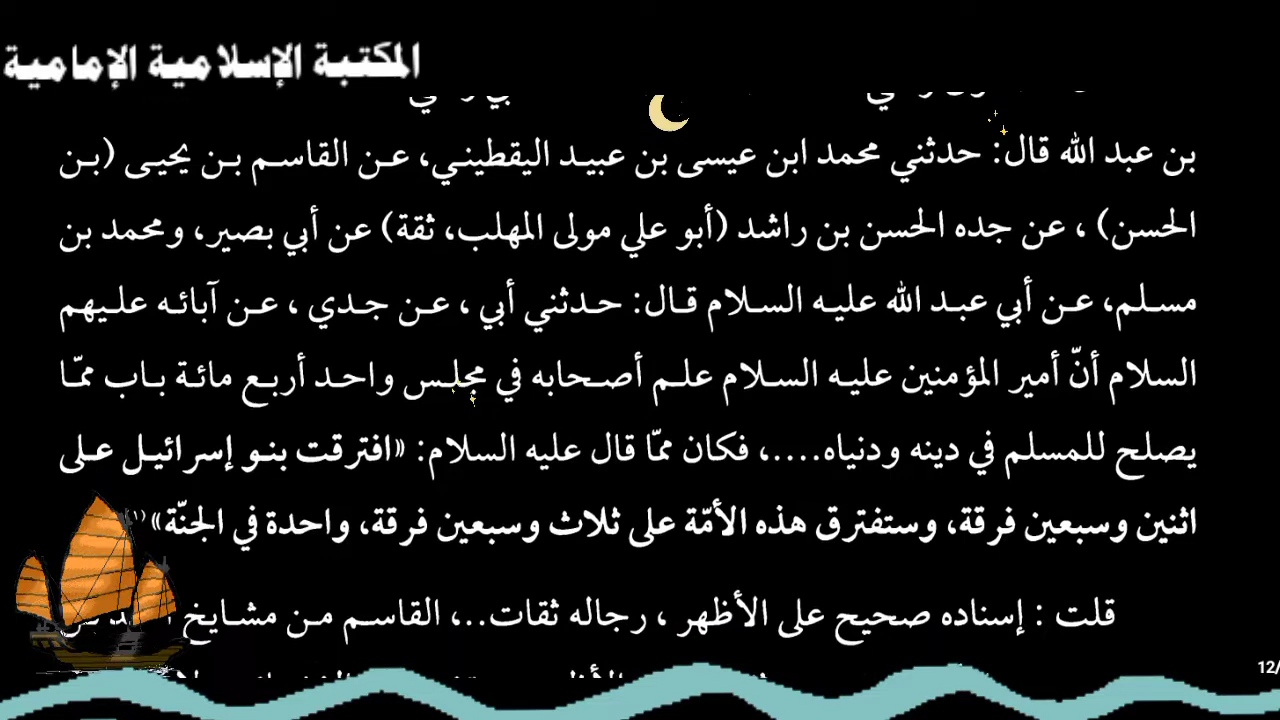 المكتبة الإسلامية الإمامية
بن عبد الله قال: حدثني محمد ابن عيسى بن عبيد اليقطيني، عن القاسم بن يحيى (بن
الحسن) ، عن جده الحسن بن راشد (أبو علي مولى المهلب، ثقة) عن أبي بصير، ومحمد بن
مسلم، عن أبي عبد الله عليه السلام قال: حدثني أبي ، عن جدي ، عن آبائه عليهم
السلام أنّ أمير المؤمنين عليه السلام علم أصحابه في مجلس واحد أربع مائة باب ممّا
يصلح للمسلم في دينه ودنياه....، فكان ممّا قال عليه السلام: «افترقت بنو إسرائيل على
اثنين وسبعين فرقة، وستفترق هذه الأمّة على ثلاث وسبعين فرقة، واحدة في الجنّة»
قلت : إسناده صحيح على الأظهر ، رجاله ثقات..، القاسم من مشايخ
12/